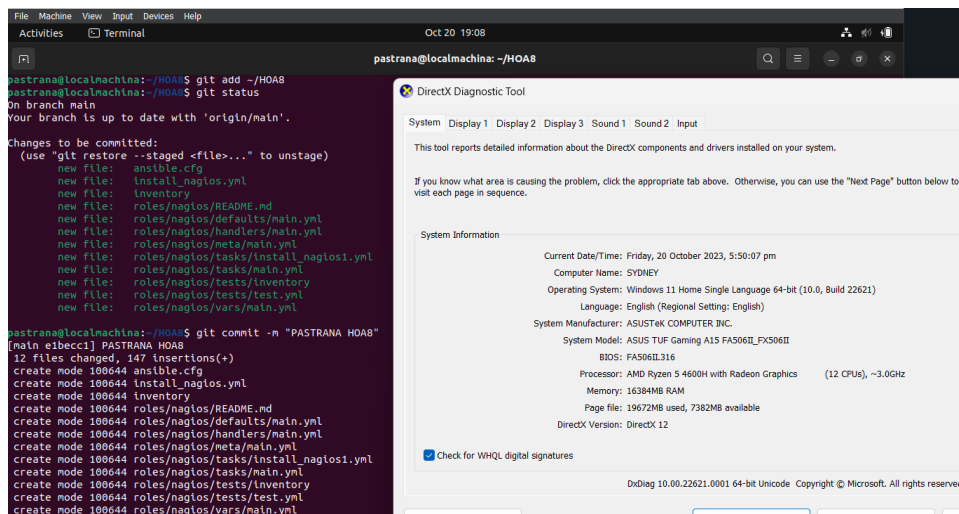 File Machine View Input Devices Help
Activities Terminal Oct 20 19:08
pastrana@localmachina: ~/HOA8
pastrana@localmachina:~/HOA8$ git add ~/HOA8
pastrana@localmachina:~/HOA8$ git status
On branch main
Your branch is up to date with 'origin/main'.
Changes to be committed:
(use "git restore --staged <file>..." to unstage)
new file: ansible.cfg
new file: install_nagios.yml
new file: inventory
new file: roles/nagios/README.md
new file: roles/nagios/defaults/main.yml
new file: roles/nagios/handlers/main.yml
new file: roles/nagios/meta/main.yml
new file: roles/nagios/tasks/install_nagios1.yml
new file: roles/nagios/tasks/main.yml
new file: roles/nagios/tests/inventory
new file: roles/nagios/tests/test.yml
new file: roles/nagios/vars/main.yml
pastrana@localmachina:~/HOA8$ git commit -m "PASTRANA HOA8"
[main e1becc1] PASTRANA HOA8
12 files changed, 147 insertions(+)
create mode 100644 ansible.cfg
create mode 100644 install_nagios.yml
create mode 100644 inventory
create mode 100644 roles/nagios/README.md
create mode 100644 roles/nagios/defaults/main.yml
create mode 100644 roles/nagios/handlers/main.yml
create mode 100644 roles/nagios/meta/main.yml
create mode 100644 roles/nagios/tasks/install_nagios1.yml
create mode 100644 roles/nagios/tasks/main.yml
create mode 100644 roles/nagios/tests/inventory
create mode 100644 roles/nagios/tests/test.yml
create mode 100644 roles/nagios/vars/main.yml
DirectX Diagnostic Tool
System Display 1 Display 2 Display 3 Sound 1 Sound 2 Input
This tool reports detailed information about the DirectX components and drivers installed on your system.
If you know what area is causing the problem, click the appropriate tab above. Otherwise, you can use the "Next Page" button below to
visit each page in sequence.
System Information
Current Date/Time: Friday, 20 October 2023, 5:50:07 pm
Computer Name: SYDNEY
Operating System: Windows 11 Home Single Language 64-bit (10.0, Build 22621)
Language: English (Regional Setting: English)
System Manufacturer: ASUSTeK COMPUTER INC.
System Model: ASUS TUF Gaming A15 FA506II_FX506II
BIOS: FA506II.316
Processor: AMD Ryzen 5 4600H with Radeon Graphics (12 CPUs), ~3.0GHz
Memory: 16384MB RAM
Page file: 19672MB used, 7382MB available
DirectX Version: DirectX 12
Check for WHQL digital signatures
DxDiag 10.00.22621.0001 64-bit Unicode Copyright © Microsoft. All rights reserved